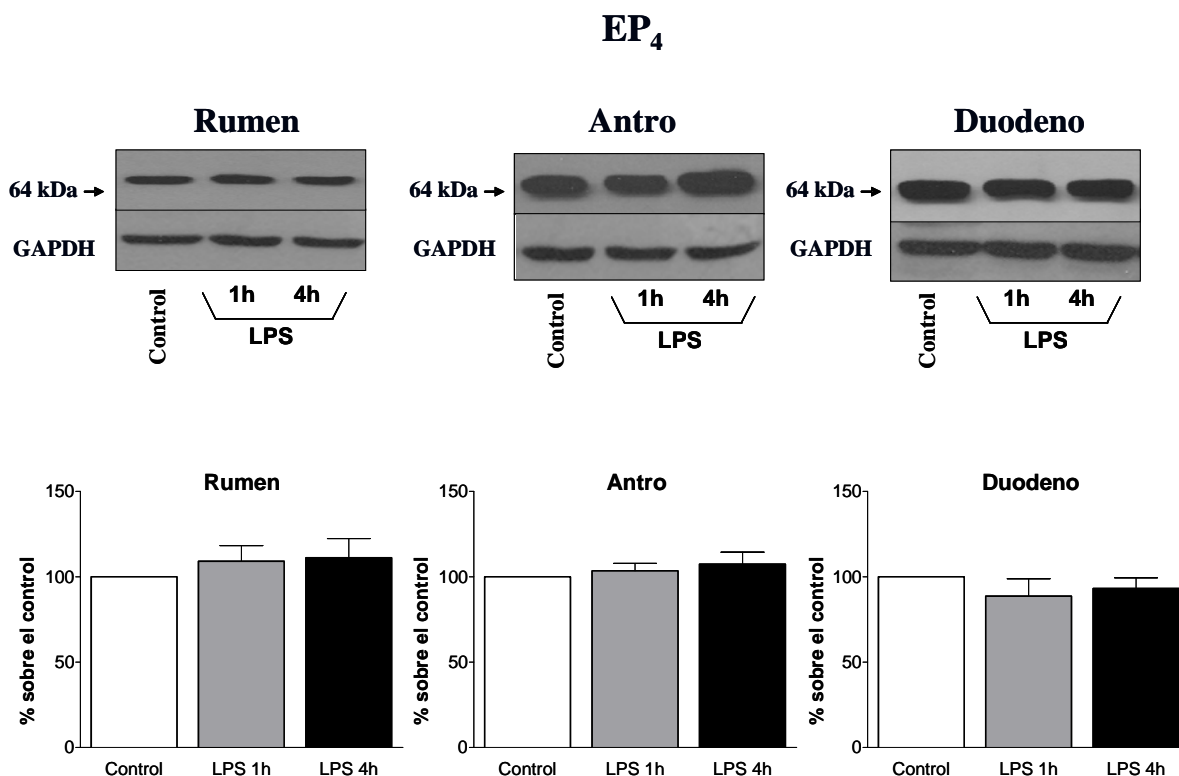 EP₄
Rumen
64 kDa
GAPDH
Control
1h 4h
LPS
Antro
64 kDa
GAPDH
Control
1h 4h
LPS
Duodeno
64 kDa
GAPDH
Control
1h 4h
LPS
Rumen
% sobre el control
150
100
50
0
Control LPS 1h LPS 4h
Antro
% sobre el control
150
100
50
0
Control LPS 1h LPS 4h
Duodeno
% sobre el control
150
100
50
0
Control LPS 1h LPS 4h